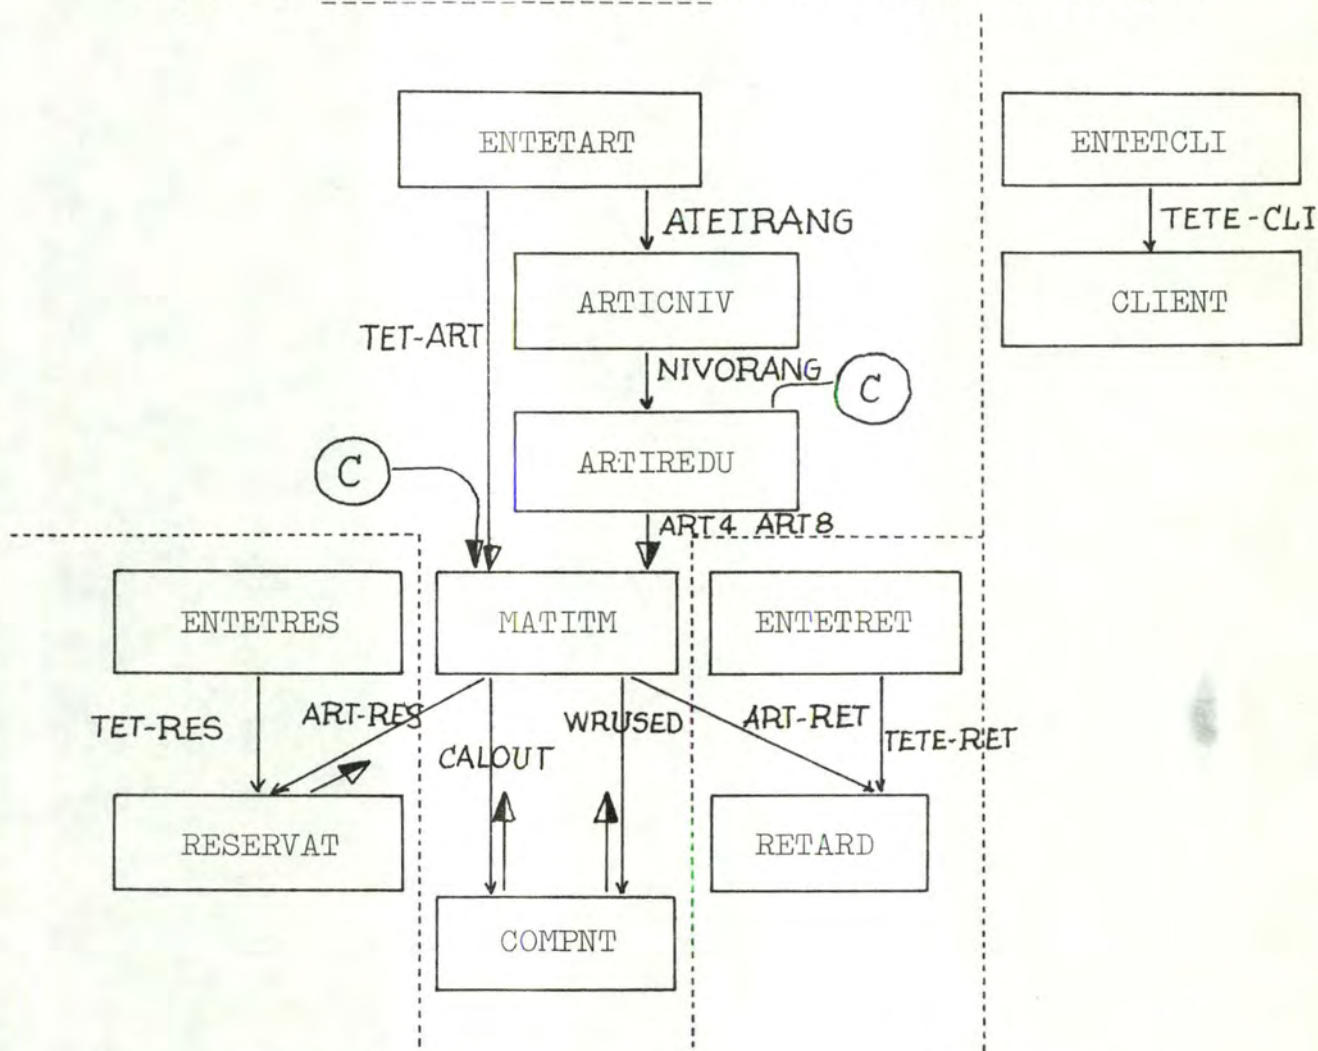 ENTETART
ENTETCLI
ATETRANG
TETE-CLI
ARTICNIV
CLIENT
TET-ART
NIVORANG
C
ARTIREDU
C
ART4 ART8
ENTETRES
MATITM
ENTETRET
TET-RES
ART-RES
WRUSED
ART-RET
TETE-RET
CALOUT
RESERVAT
RETARD
COMPNT